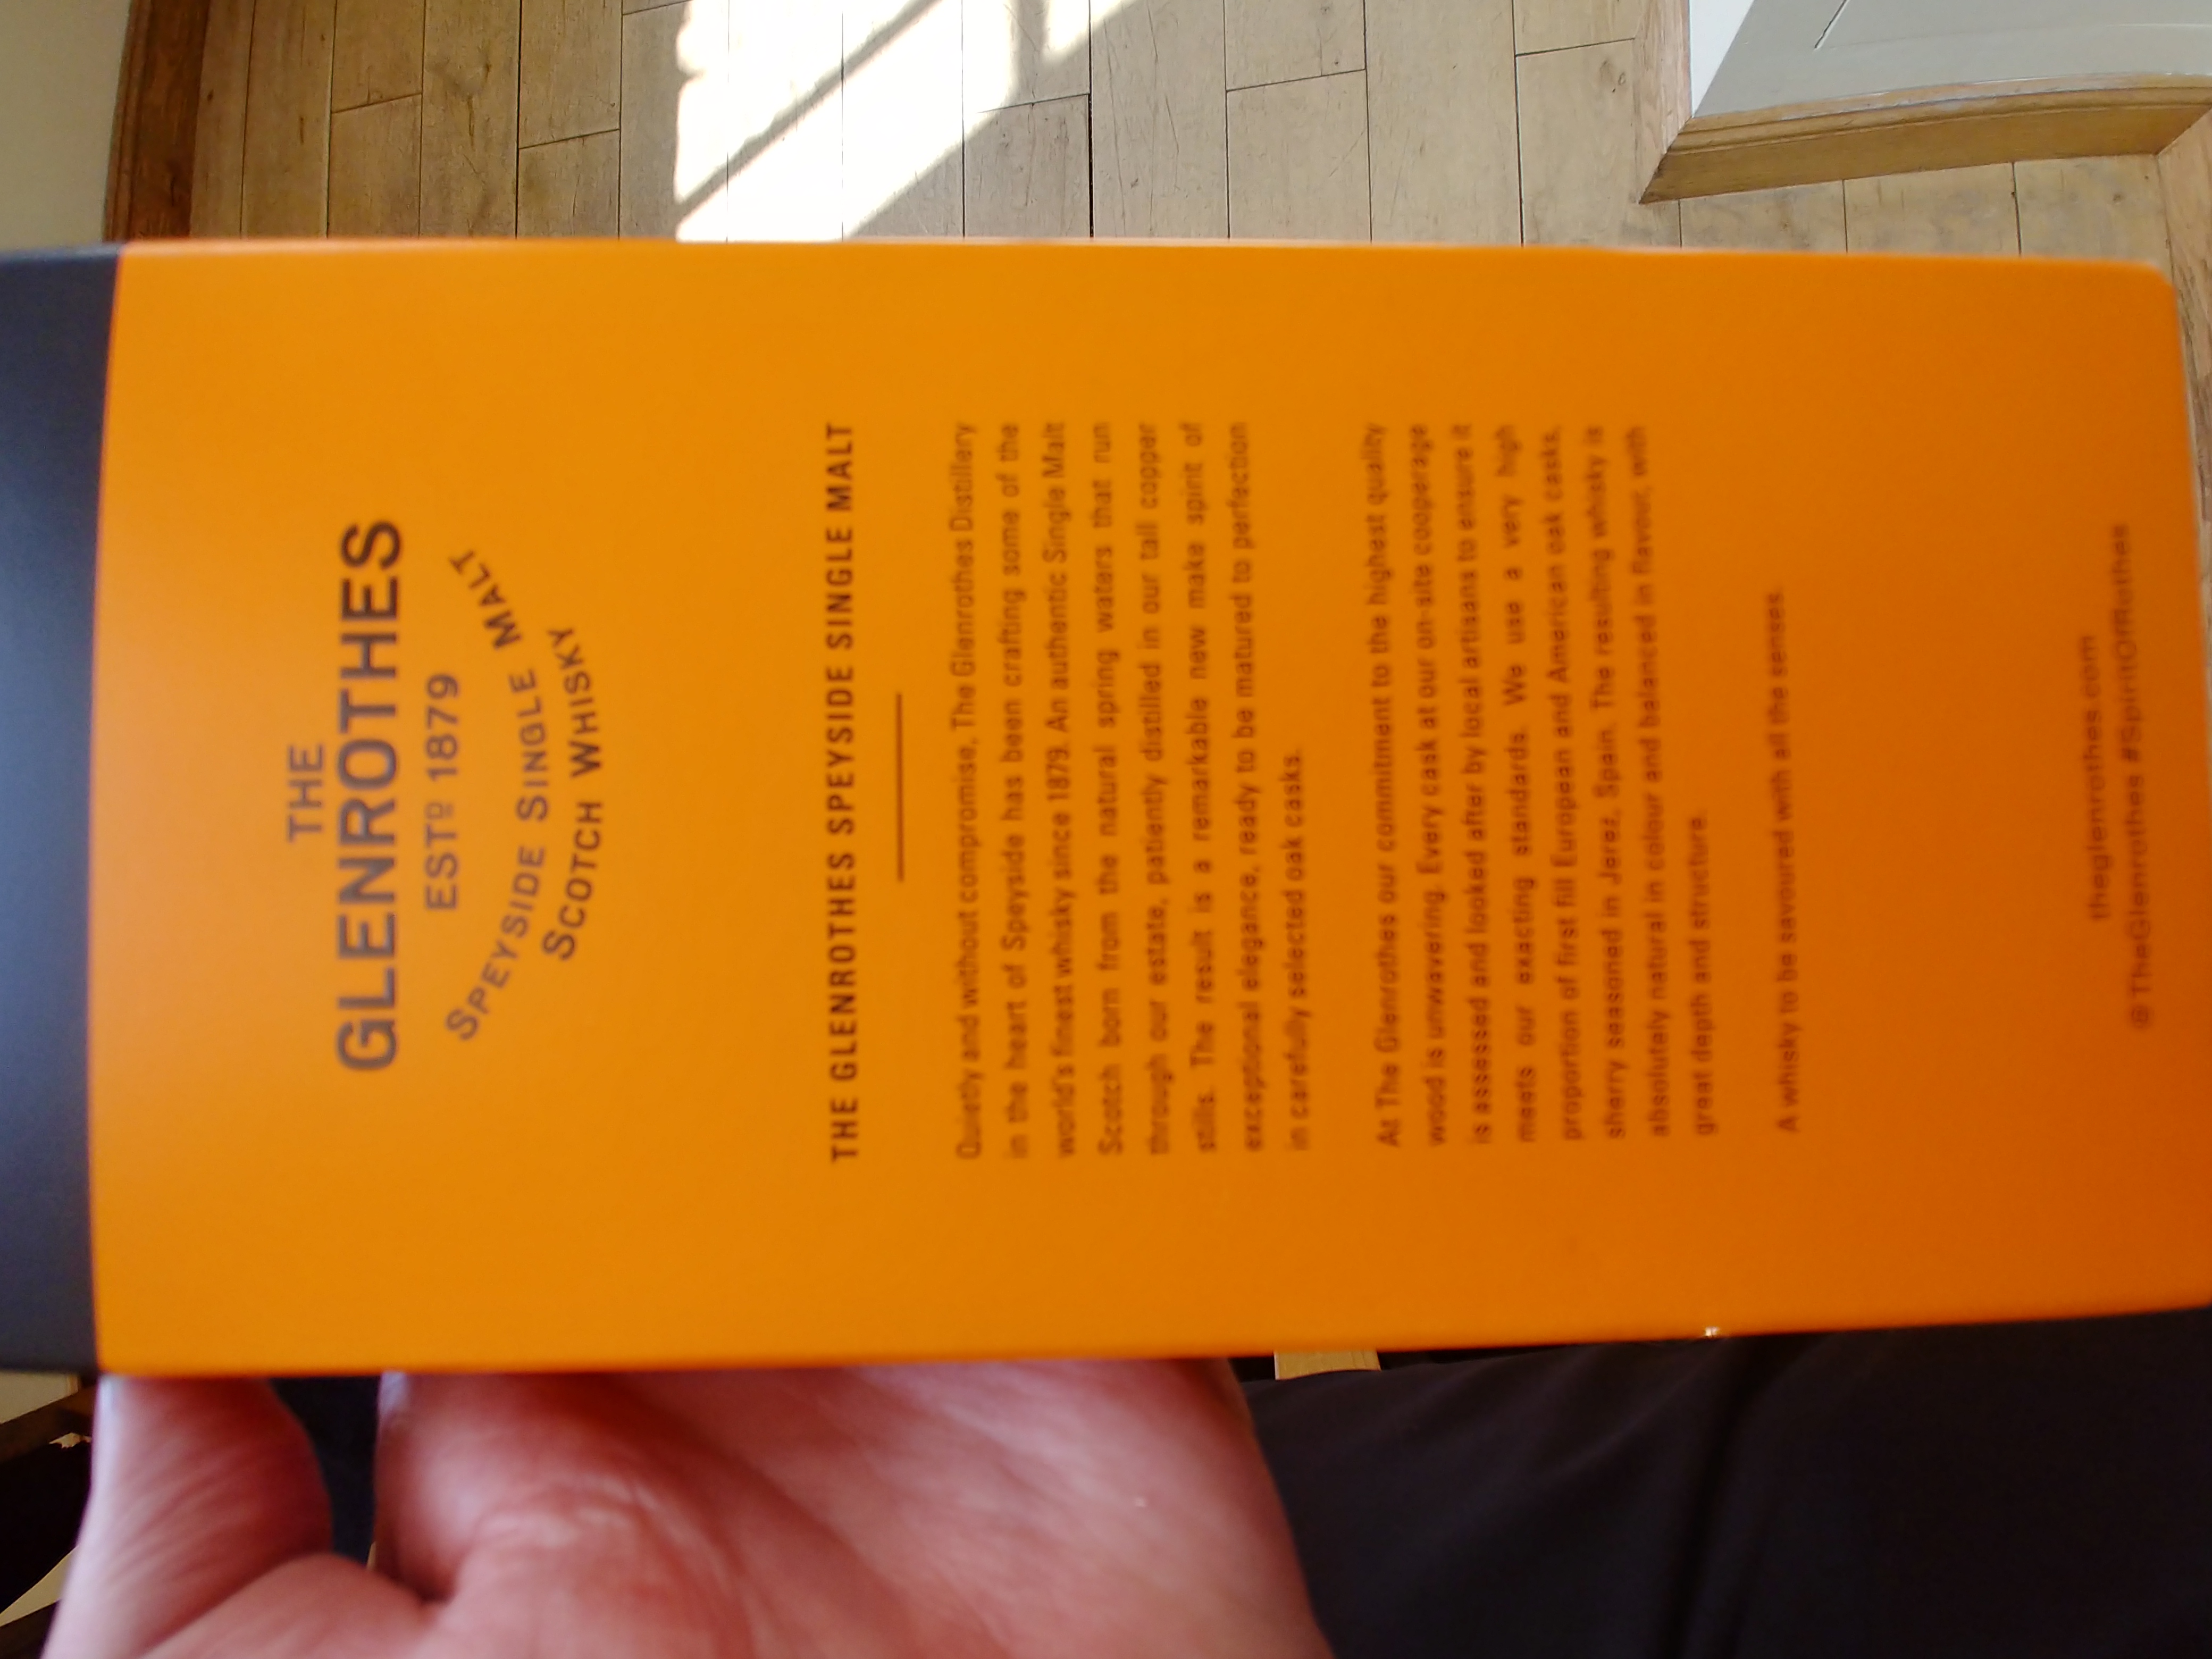 THE
GLENROTHES
ESTD 1879
SPEYSIDE SINGLE MALT
SCOTCH WHISKY
THE GLENROTHES SPEYSIDE SINGLE MALT
Quietly and without compromise, The Glenrothes Distillery
in the heart of Speyside has been crafting some of the
world's finest whisky since 1879. An authentic Single Malt
Scotch born from the natural spring waters that run
through our estate, patiently distilled in our tall copper
stills. The result is a remarkable new make spirit of
exceptional elegance, ready to be matured to perfection
in carefully selected oak casks.
At The Glenrothes our commitment to the highest quality
wood is unwavering. Every cask at our on-site cooperage
is assessed and looked after by local artisans to ensure it
meets our exacting standards. We use a very high
proportion of first fill European and American oak casks,
sherry seasoned in Jerez, Spain. The resulting whisky is
absolutely natural in colour and balanced in flavour, with
great depth and structure.
A whisky to be savoured with all the senses.
theglenrothes.com
@TheGlenrothes #SpiritOfRothes